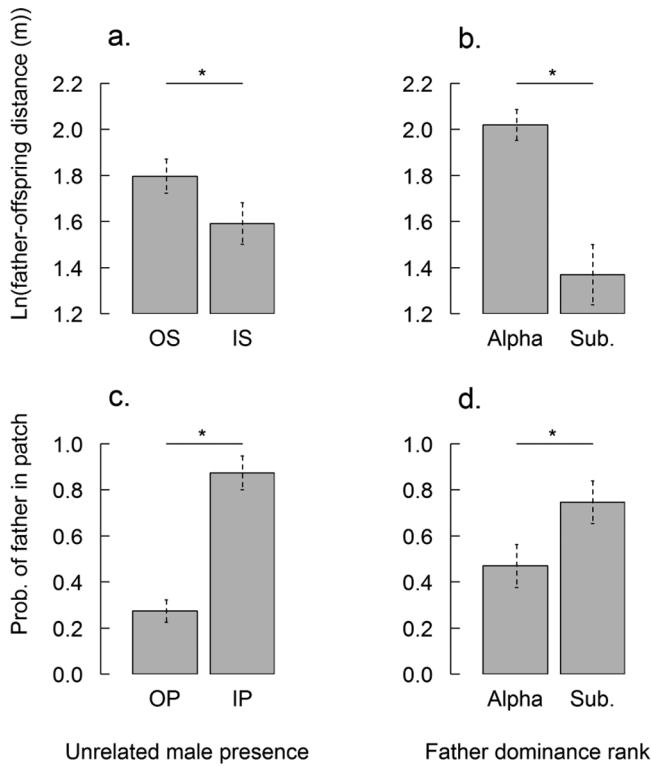 a.
Ln(father-offspring distance (m))
2.2
2.0
1.8
1.6
1.4
1.2
*
OS IS
b.
2.2
2.0
1.8
1.6
1.4
1.2
*
Alpha Sub.
c.
Prob. of father in patch
1.0
0.8
0.6
0.4
0.2
0.0
*
OP IP
Unrelated male presence
d.
1.0
0.8
0.6
0.4
0.2
0.0
*
Alpha Sub.
Father dominance rank